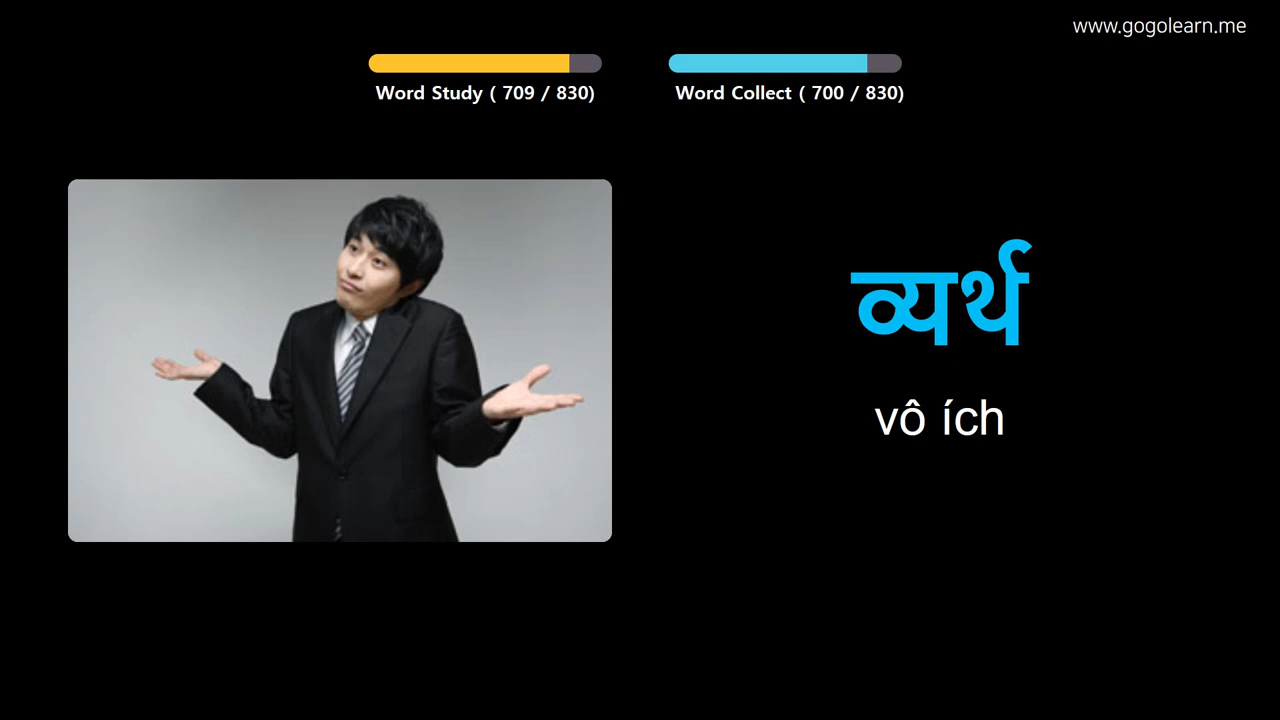 www.gogolearn.me
Word Study ( 709 / 830)
Word Collect ( 700 / 830)
व्यर्थ
vô ích